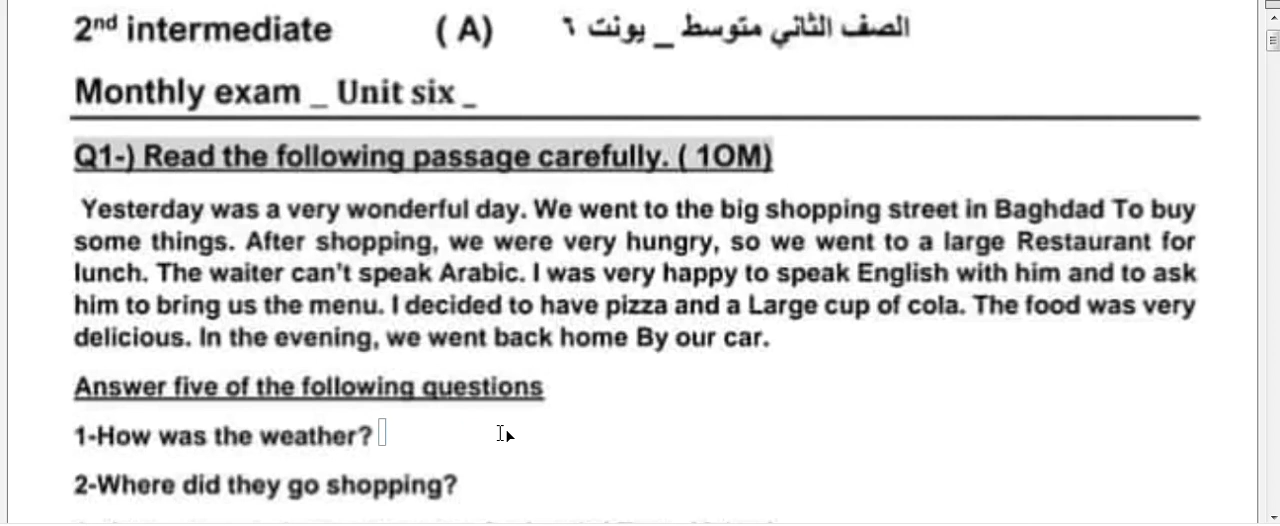 2nd intermediate ( A) الصف الثاني متوسط _ يونت ٦
Monthly exam _ Unit six _
Q1-) Read the following passage carefully. ( 1OM)
Yesterday was a very wonderful day. We went to the big shopping street in Baghdad To buy
some things. After shopping, we were very hungry, so we went to a large Restaurant for
lunch. The waiter can't speak Arabic. I was very happy to speak English with him and to ask
him to bring us the menu. I decided to have pizza and a Large cup of cola. The food was very
delicious. In the evening, we went back home By our car.
Answer five of the following questions
1-How was the weather?
2-Where did they go shopping?